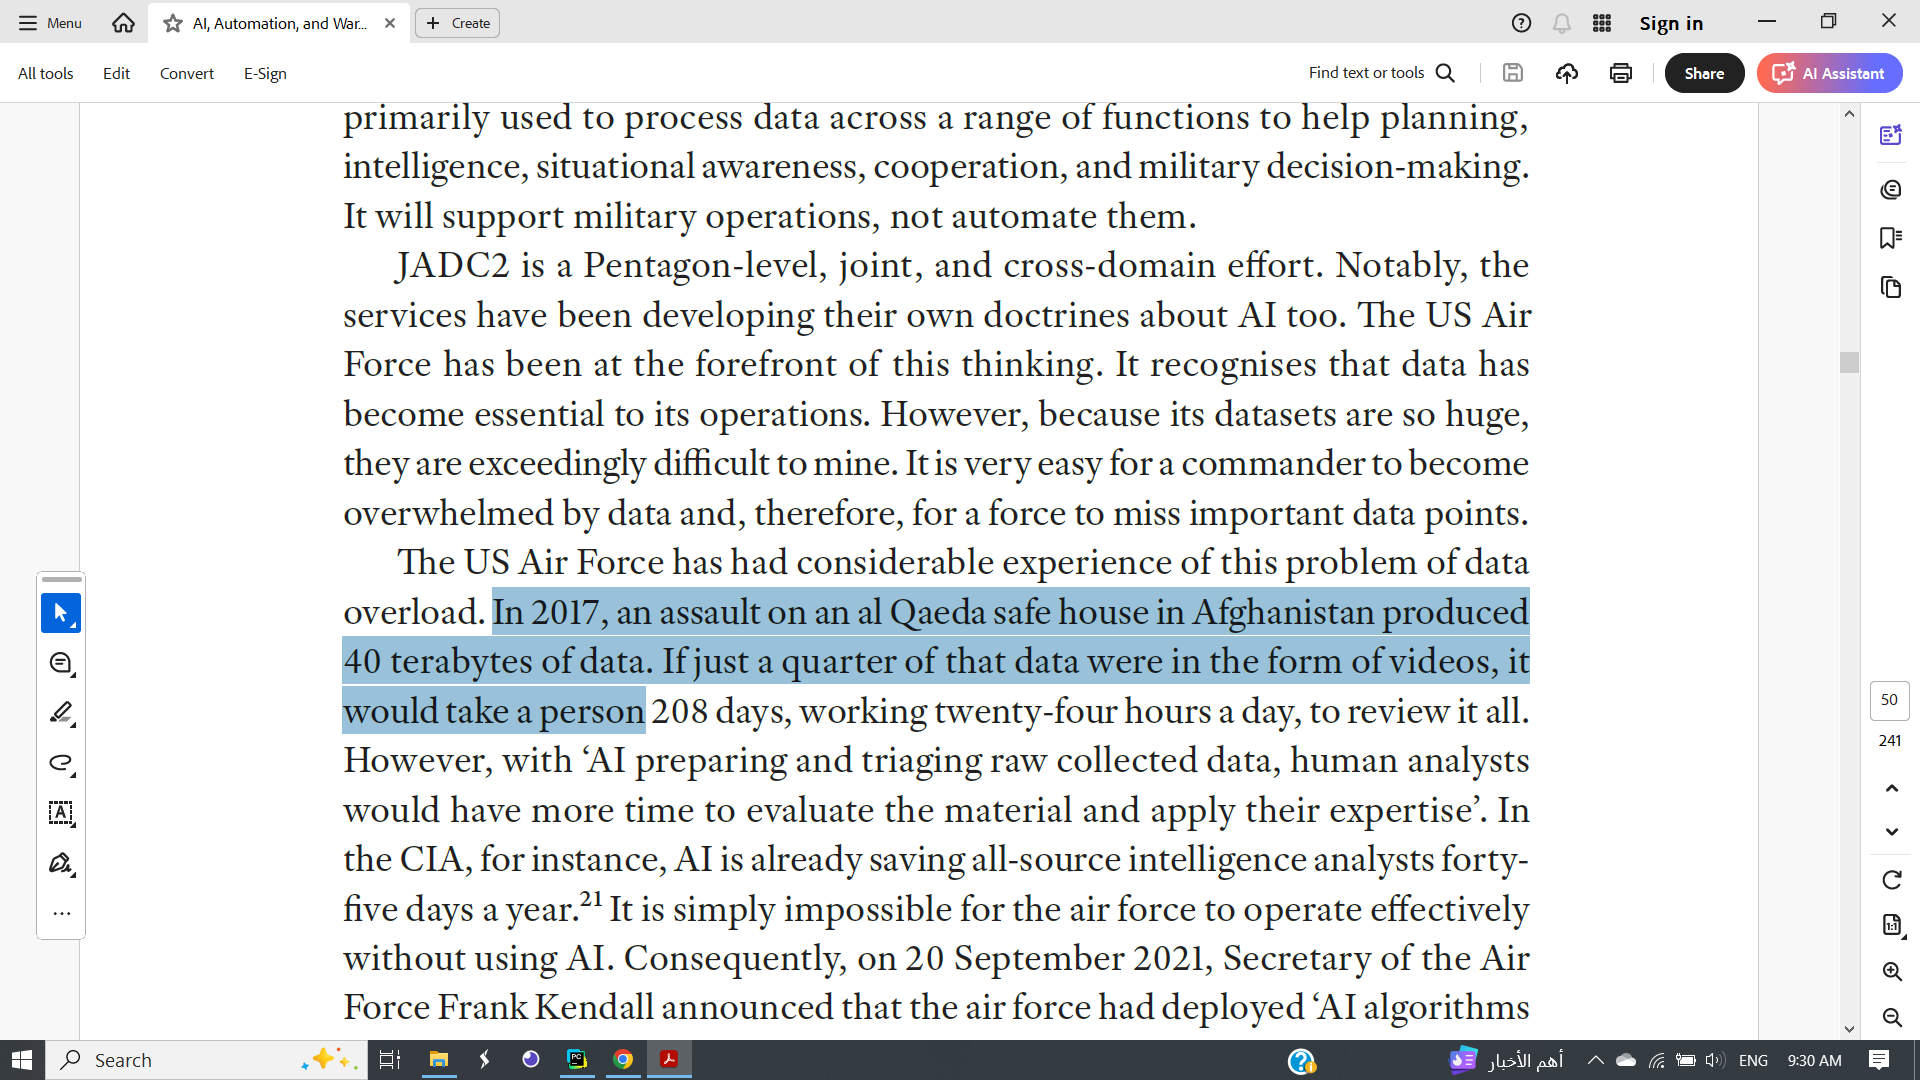 Menu
AI, Automation, and War...
Create
Sign in
All tools
Edit
Convert
E-Sign
Find text or tools
Share
AI Assistant
primarily used to process data across a range of functions to help planning,
intelligence, situational awareness, cooperation, and military decision-making.
It will support military operations, not automate them.
JADC2 is a Pentagon-level, joint, and cross-domain effort. Notably, the
services have been developing their own doctrines about AI too. The US Air
Force has been at the forefront of this thinking. It recognises that data has
become essential to its operations. However, because its datasets are so huge,
they are exceedingly difficult to mine. It is very easy for a commander to become
overwhelmed by data and, therefore, for a force to miss important data points.
The US Air Force has had considerable experience of this problem of data
overload. In 2017, an assault on an al Qaeda safe house in Afghanistan produced
40 terabytes of data. If just a quarter of that data were in the form of videos, it
would take a person 208 days, working twenty-four hours a day, to review it all.
However, with ‘AI preparing and triaging raw collected data, human analysts
would have more time to evaluate the material and apply their expertise’. In
the CIA, for instance, AI is already saving all-source intelligence analysts forty-
five days a year.21 It is simply impossible for the air force to operate effectively
without using AI. Consequently, on 20 September 2021, Secretary of the Air
Force Frank Kendall announced that the air force had deployed ‘AI algorithms
50
241
Search
أهم الأخبار
ENG
9:30 AM